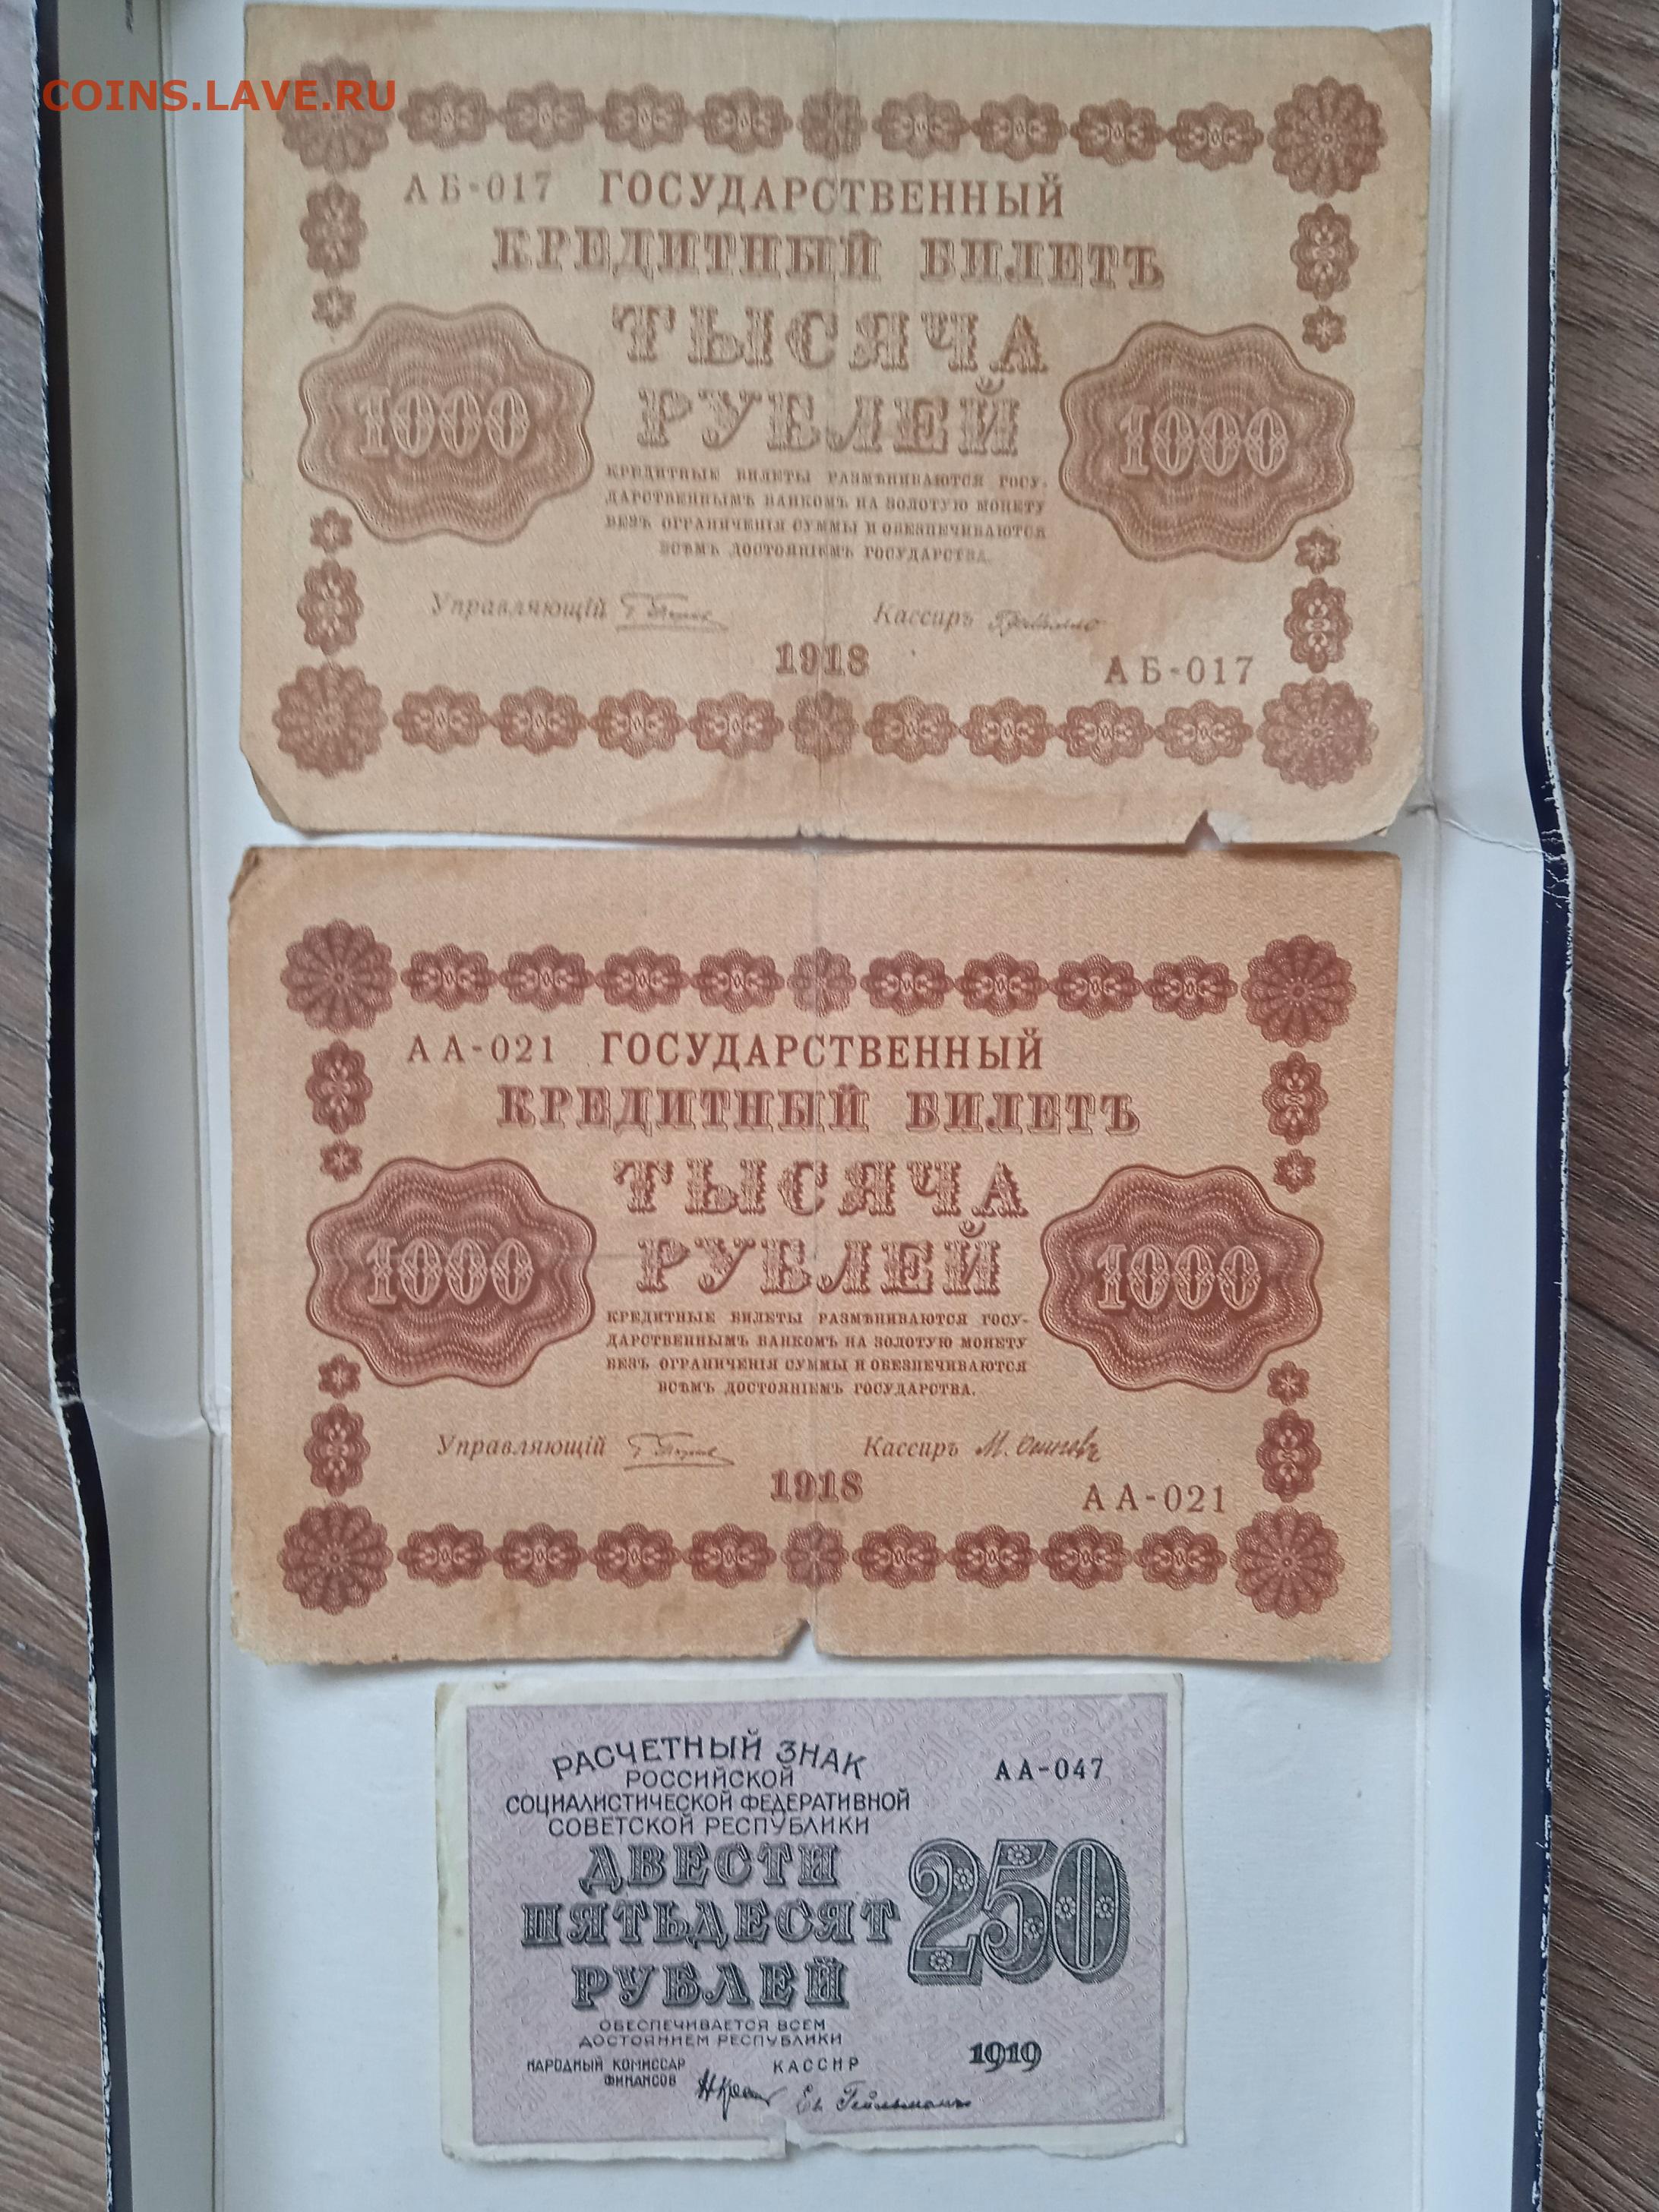 COINS.LAVE.RU
АБ-017 ГОСУДАРСТВЕННЫЙ
КРЕДИТНЫЙ БИЛЕТЪ
ТЫСЯЧА
РУБЛЕЙ
1000 1000
КРЕДИТНЫЕ БИЛЕТЫ РАЗМѢНИВАЮТСЯ ГОСУ-
ДАРСТВЕННЫМЪ БАНКОМЪ НА ЗОЛОТУЮ МОНЕТУ
БЕЗЪ ОГРАНИЧЕНІЯ СУММЫ И ОБЕЗПЕЧИВАЮТСЯ
ВСѢМЪ ДОСТОЯНІЕМЪ ГОСУДАРСТВА.
Управляющій Кассиръ
1918
АБ-017
АА-021 ГОСУДАРСТВЕННЫЙ
КРЕДИТНЫЙ БИЛЕТЪ
ТЫСЯЧА
РУБЛЕЙ
1000 1000
КРЕДИТНЫЕ БИЛЕТЫ РАЗМѢНИВАЮТСЯ ГОСУ-
ДАРСТВЕННЫМЪ БАНКОМЪ НА ЗОЛОТУЮ МОНЕТУ
БЕЗЪ ОГРАНИЧЕНІЯ СУММЫ И ОБЕЗПЕЧИВАЮТСЯ
ВСѢМЪ ДОСТОЯНІЕМЪ ГОСУДАРСТВА.
Управляющій Кассиръ
1918
АА-021
РАСЧЕТНЫЙ ЗНАК
АА-047
РОССИЙСКОЙ
СОЦИАЛИСТИЧЕСКОЙ ФЕДЕРАТИВНОЙ
СОВЕТСКОЙ РЕСПУБЛИКИ
ДВЕСТИ
ПЯТЬДЕСЯТ
РУБЛЕЙ
250
ОБЕСПЕЧИВАЕТСЯ ВСЕМ
ДОСТОЯНИЕМ РЕСПУБЛИКИ
1919
НАРОДНЫЙ КОМИССАР
ФИНАНСОВ
КАССИР
Ев. Гейльманъ